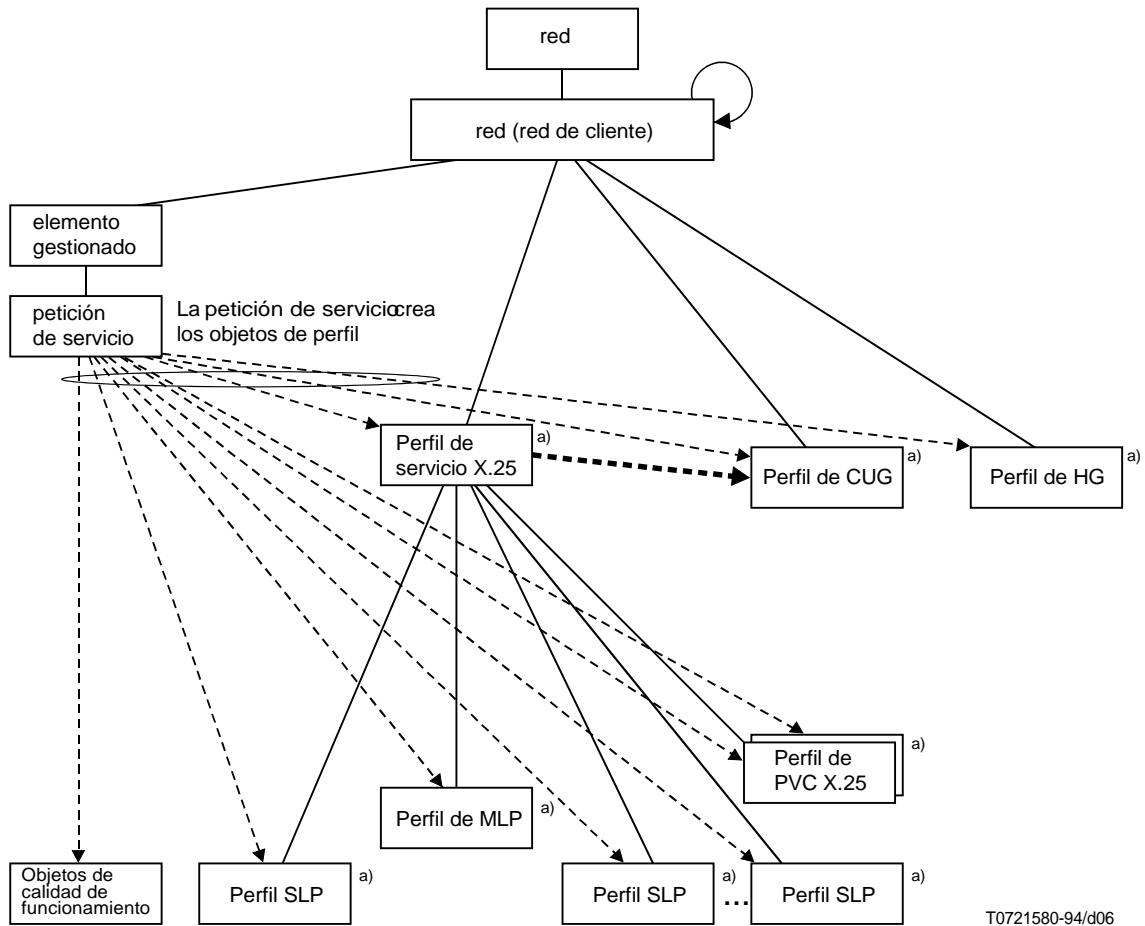 red
red (red de cliente)
elemento
gestionado
petición
de servicio
La petición de servicio crea
los objetos de perfil
Perfil de
servicio X.25
a)
Perfil de CUG
a)
Perfil de HG
a)
Perfil de
PVC X.25
a)
Perfil de MLP
a)
Objetos de
calidad de
funcionamiento
Perfil SLP
a)
Perfil SLP
a)
...
Perfil SLP
a)
T0721580-94/d06